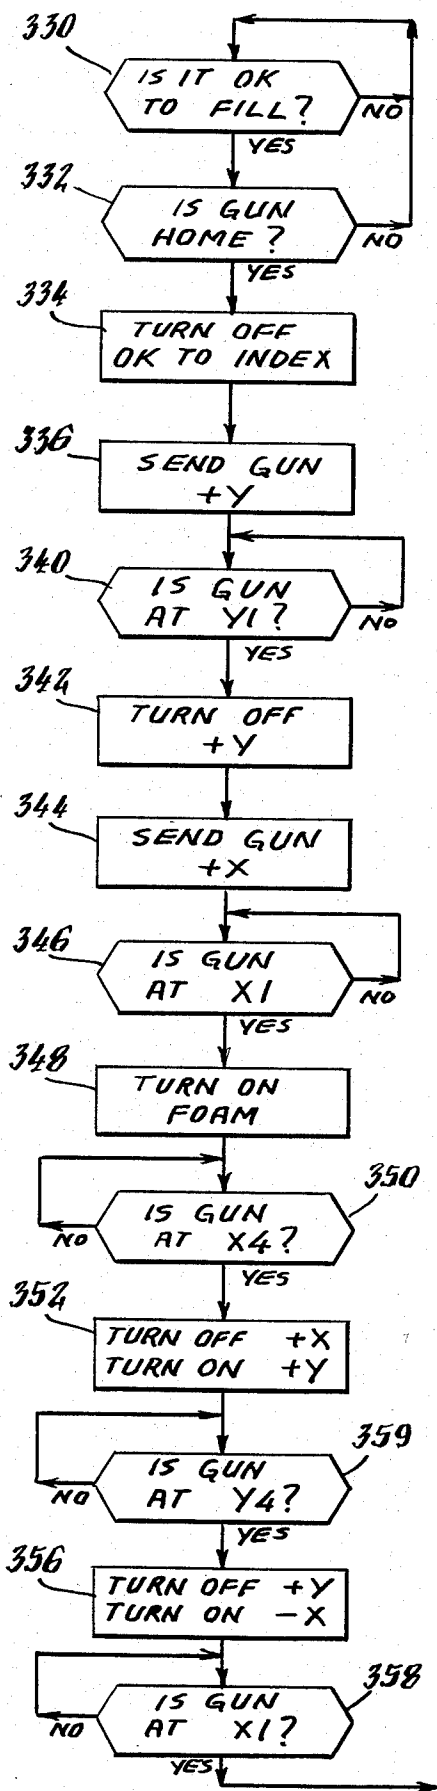 330
IS IT OK
TO FILL?
NO
YES
332
IS GUN
HOME?
NO
YES
334
TURN OFF
OK TO INDEX
336
SEND GUN
+Y
340
IS GUN
AT Y1?
NO
YES
342
TURN OFF
+Y
344
SEND GUN
+X
346
IS GUN
AT X1
NO
YES
348
TURN ON
FOAM
350
IS GUN
AT X4?
NO
YES
352
TURN OFF +X
TURN ON +Y
359
IS GUN
AT Y4?
NO
YES
356
TURN OFF +Y
TURN ON -X
358
IS GUN
AT X1?
NO
YES